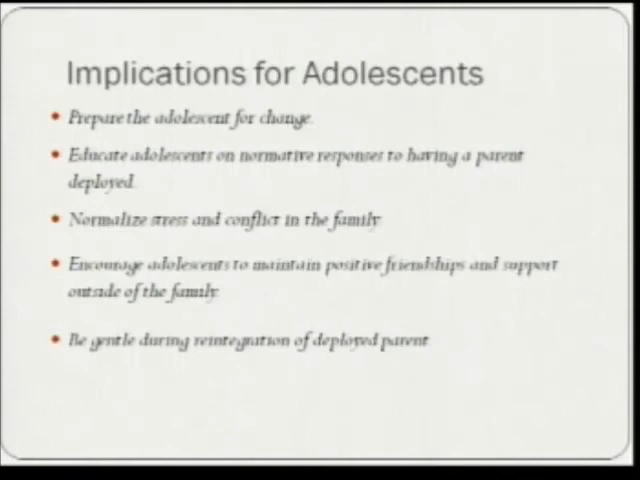 Implications for Adolescents
• Prepare the adolescent for change.
• Educate adolescents on normative responses to having a parent
deployed.
• Normalize stress and conflict in the family.
• Encourage adolescents to maintain positive friendships and support
outside of the family.
• Be gentle during reintegration of deployed parent